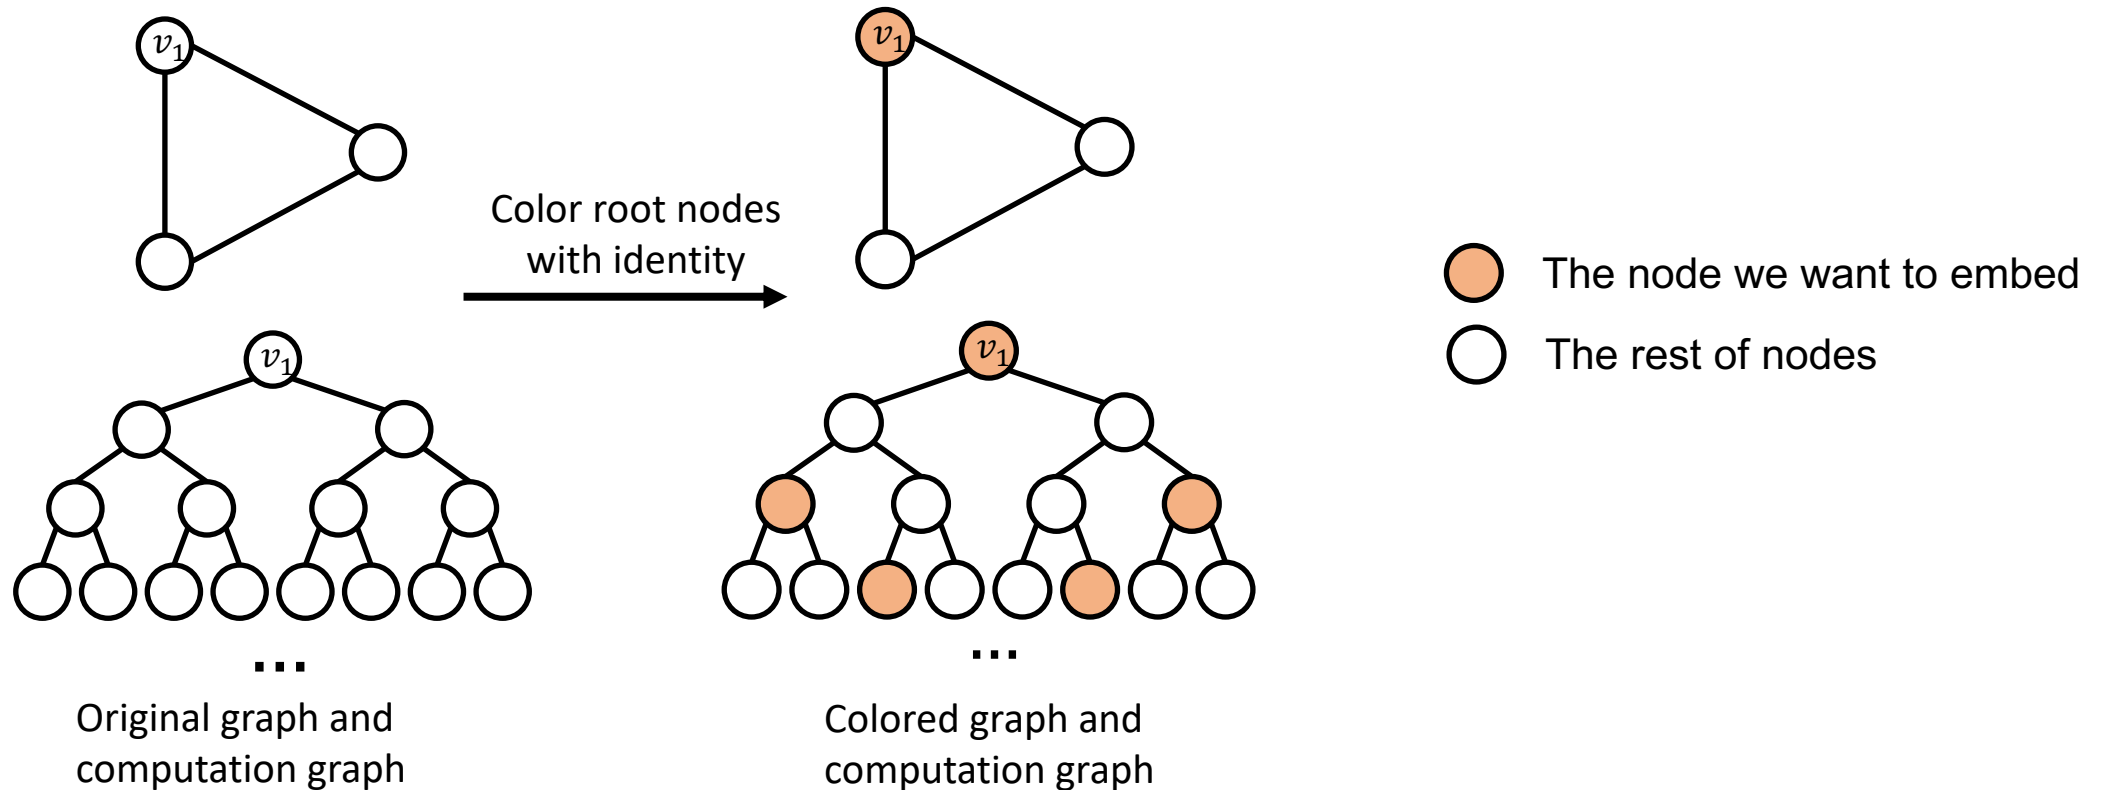 v1
v1
Color root nodes
with identity
The node we want to embed
The rest of nodes
v1
v1
...
...
Original graph and
computation graph
Colored graph and
computation graph